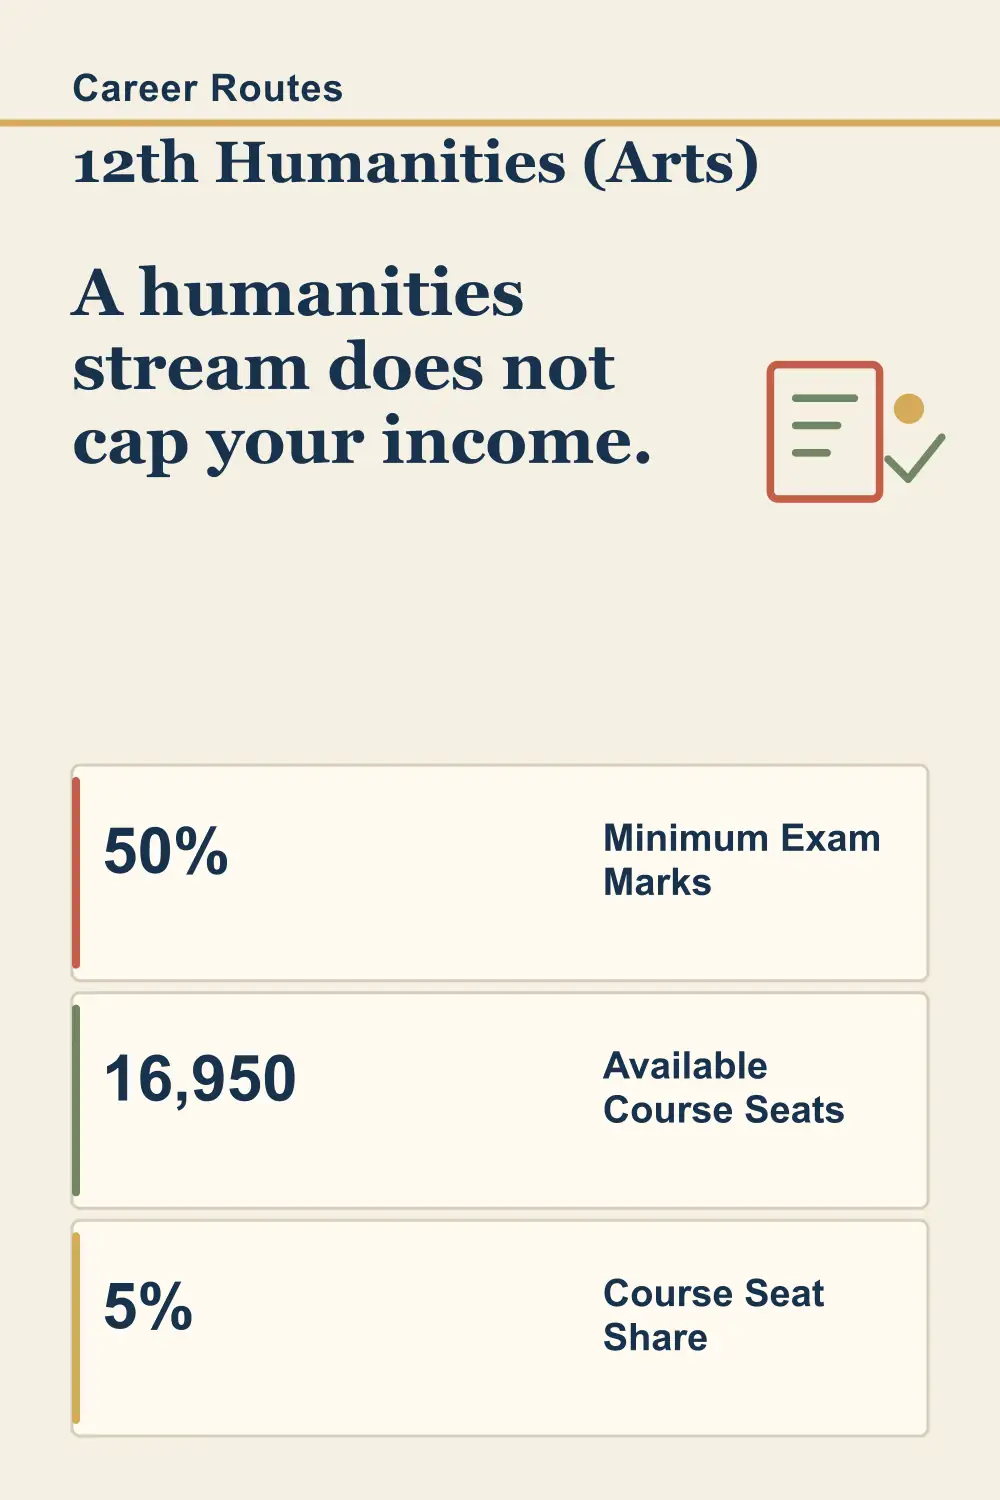 Career Routes
12th Humanities (Arts)
A humanities
stream does not
cap your income.
50%
Minimum Exam
Marks
16,950
Available
Course Seats
5%
Course Seat
Share